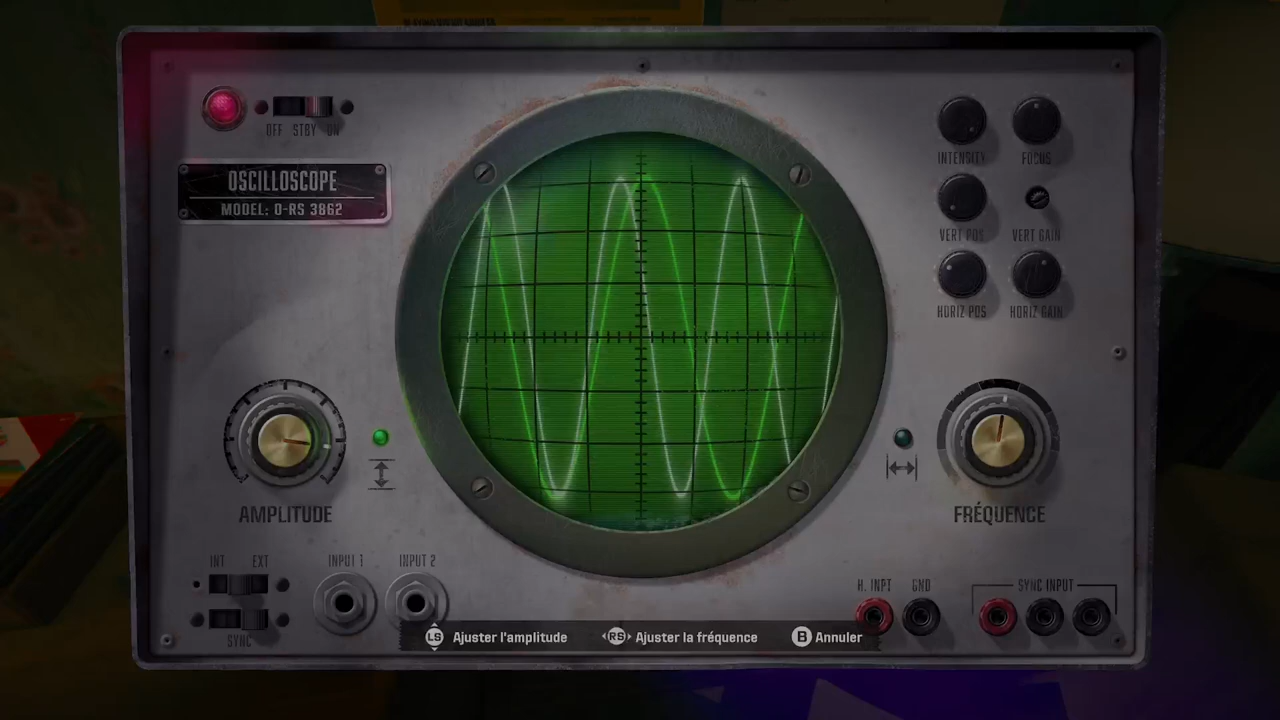 OFF STBY ON
OSCILLOSCOPE
MODEL: O-RS 3862
INTENSITY FOCUS
VERT POS VERT GAIN
HORIZ POS HORIZ GAIN
AMPLITUDE
FRÉQUENCE
INT EXT
INPUT 1 INPUT 2
SYNC
H. INPT GND
SYNC INPUT
LS Ajuster l'amplitude RS Ajuster la fréquence B Annuler